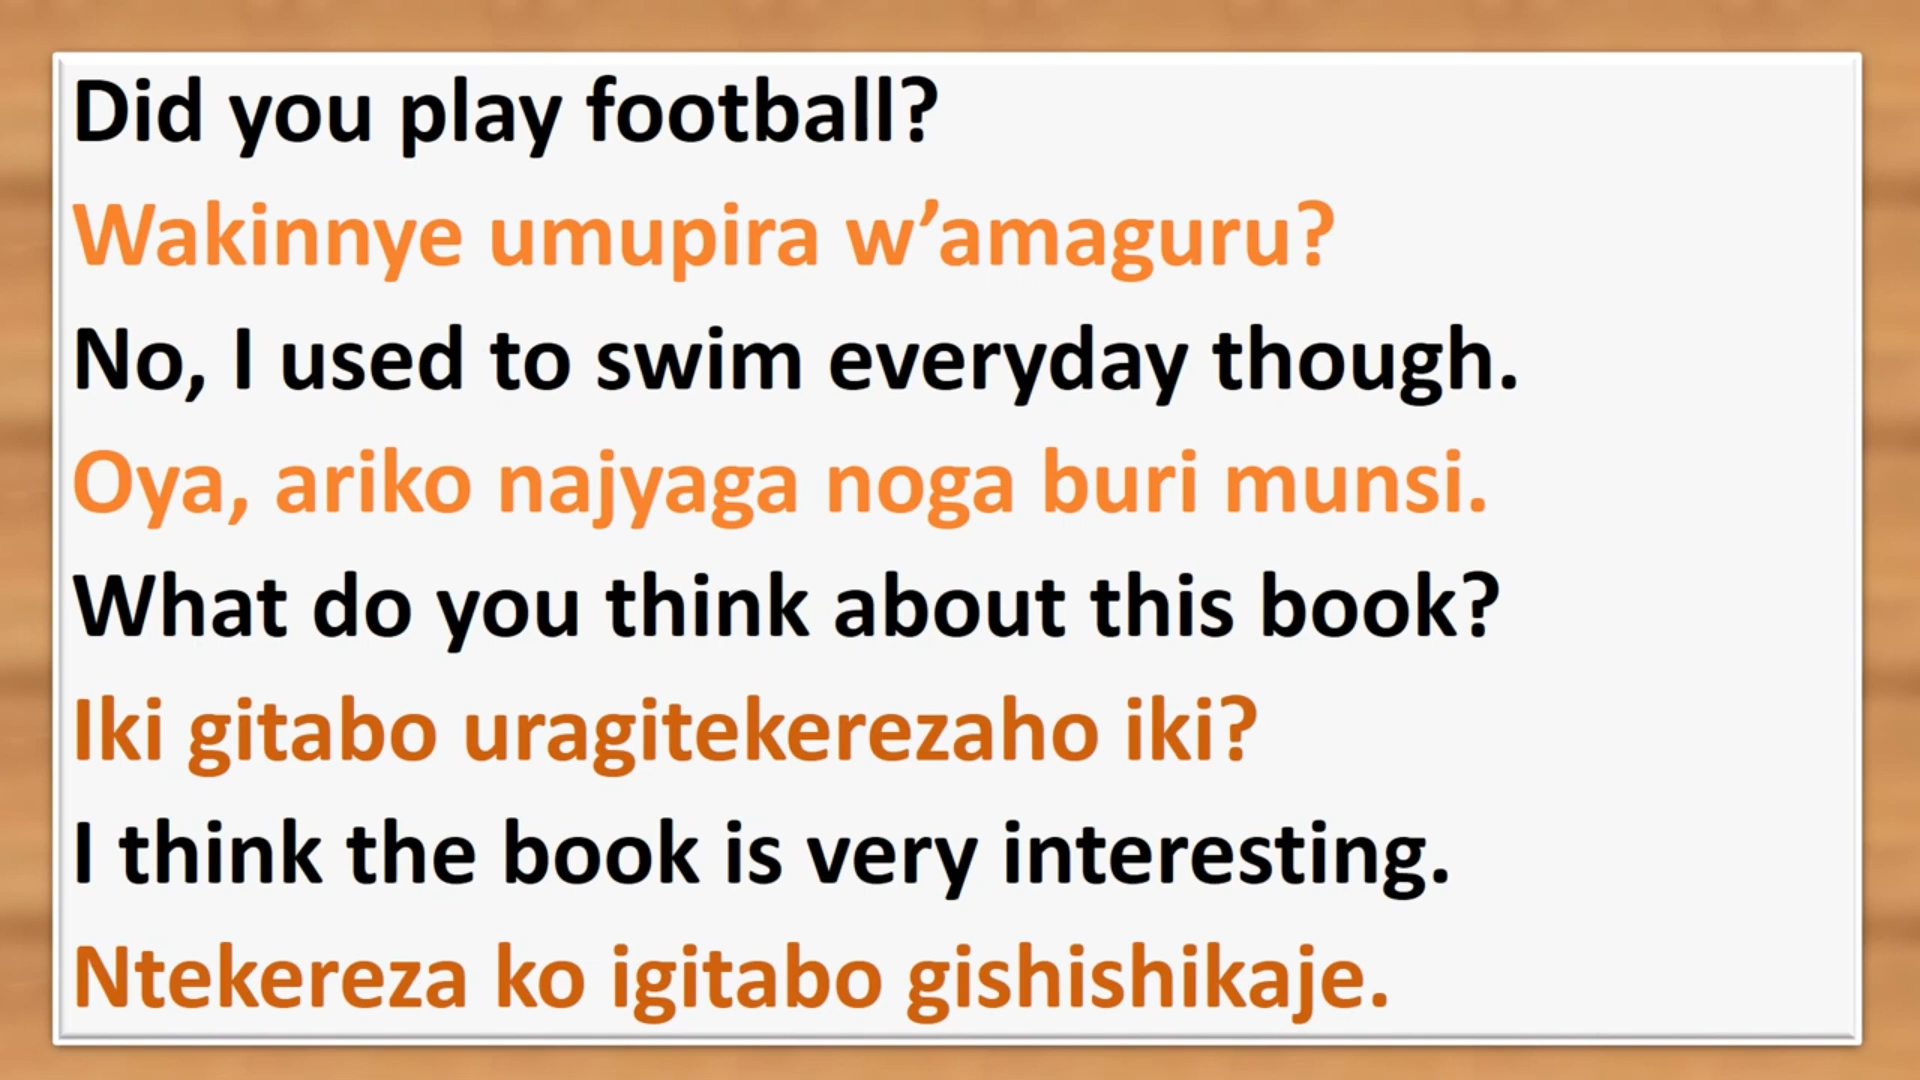 Did you play football?
Wakinnye umupira w’amaguru?
No, I used to swim everyday though.
Oya, ariko najyaga noga buri munsi.
What do you think about this book?
Iki gitabo uragitekerezaho iki?
I think the book is very interesting.
Ntekereza ko igitabo gishishikaje.